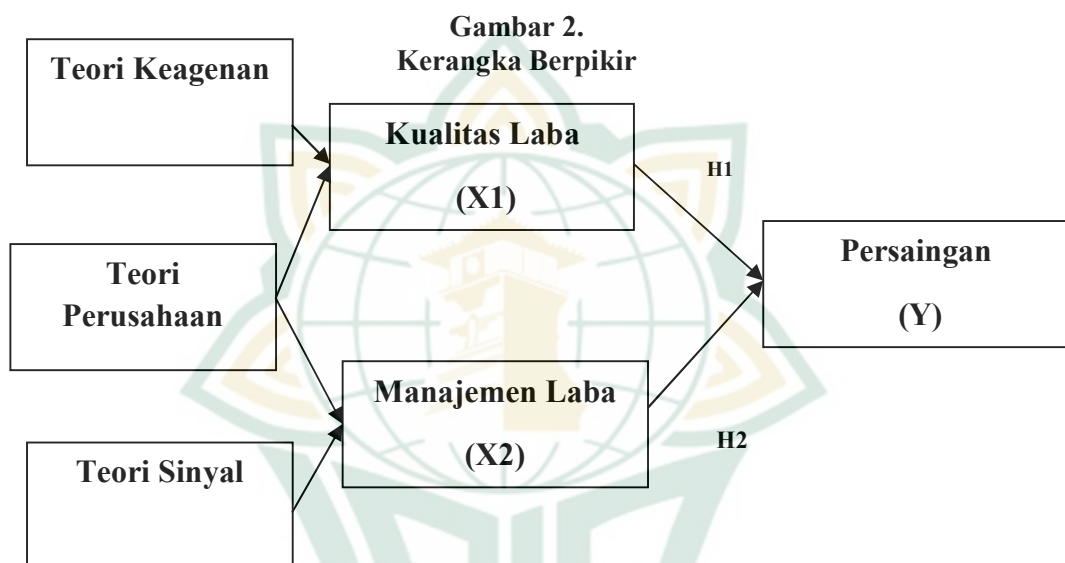 Gambar 2.
Kerangka Berpikir
Teori Keagenan
Kualitas Laba
(X1)
H1
Teori
Perusahaan
Persaingan
(Y)
Manajemen Laba
(X2)
H2
Teori Sinyal